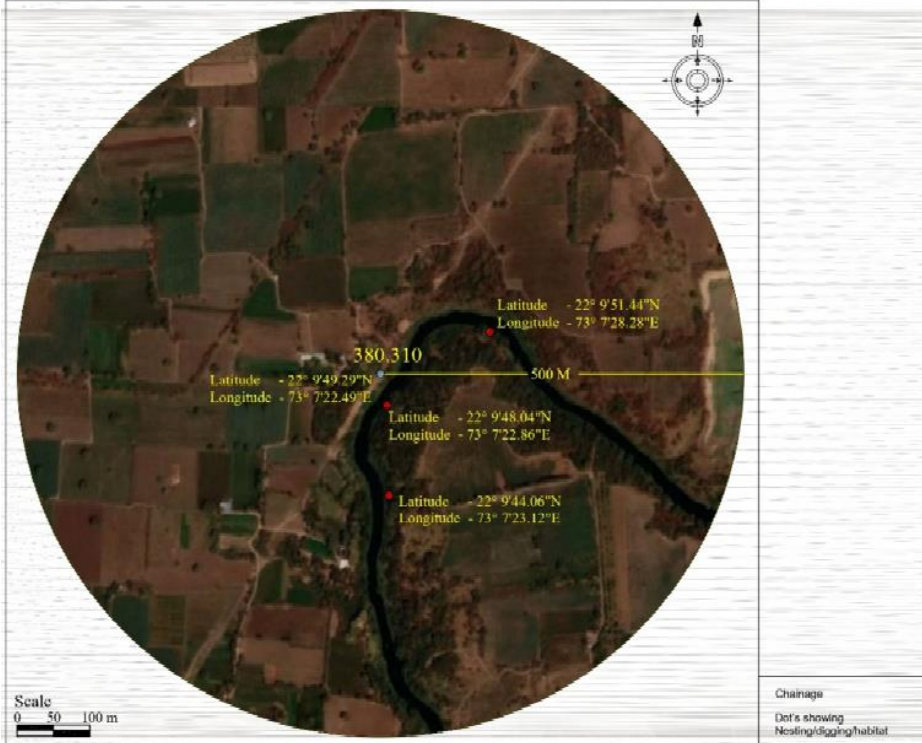 N
Latitude - 22° 9'51.44"N
Longitude - 73° 7'28.28"E
380.310
500 M
Latitude - 22° 9'49.29"N
Longitude - 73° 7'22.49"E
Latitude - 22° 9'48.04"N
Longitude - 73° 7'22.86"E
Latitude - 22° 9'44.06"N
Longitude - 73° 7'23.12"E
Scale
0 50 100 m
Chainage
Dot's showing
Nesting/digging/habitat